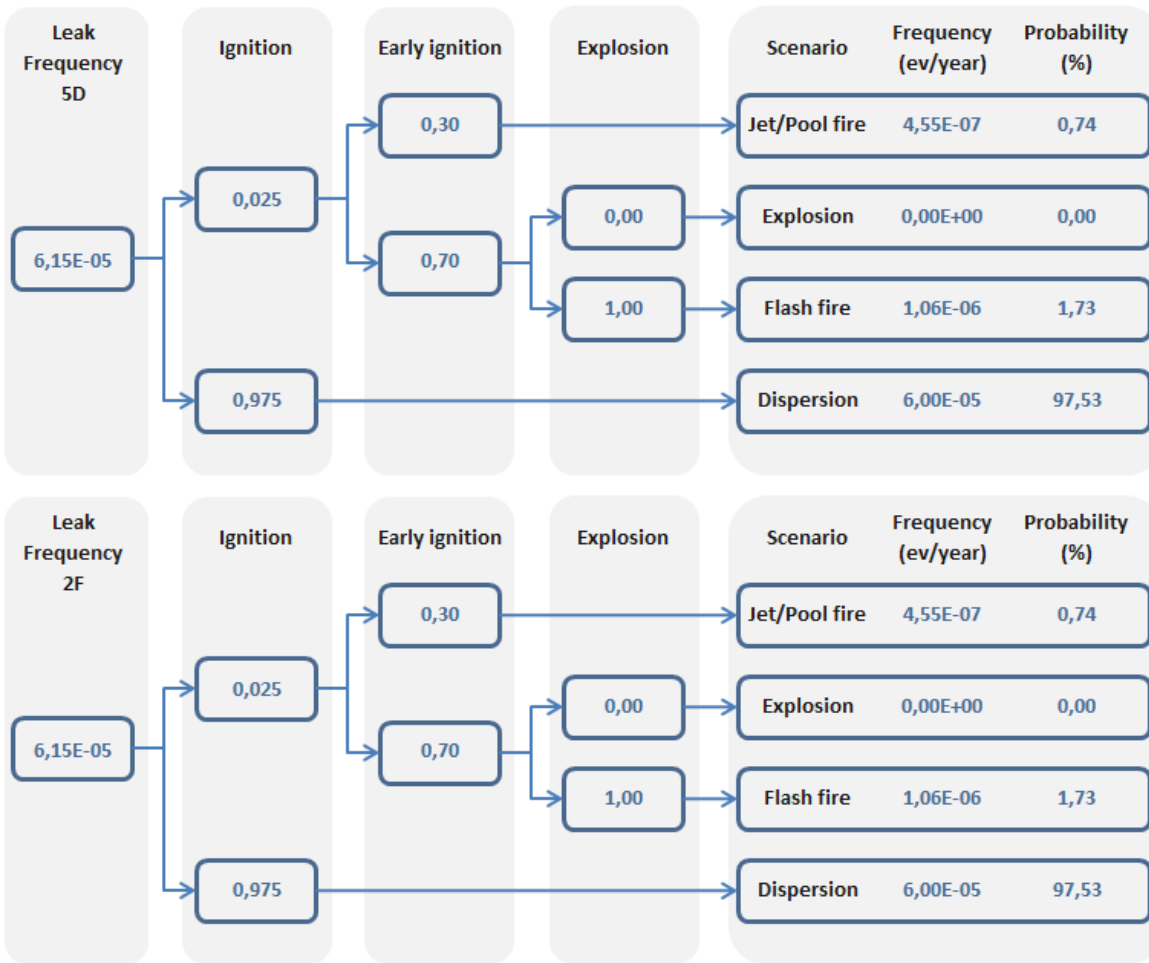 Leak
Frequency
5D
Ignition
Early ignition
Explosion
Scenario
Frequency
(ev/year)
Probability
(%)
0,30
Jet/Pool fire 4,55E-07 0,74
0,025
0,00
Explosion 0,00E+00 0,00
6,15E-05
0,70
1,00
Flash fire 1,06E-06 1,73
0,975
Dispersion 6,00E-05 97,53
Leak
Frequency
2F
Ignition
Early ignition
Explosion
Scenario
Frequency
(ev/year)
Probability
(%)
0,30
Jet/Pool fire 4,55E-07 0,74
0,025
0,00
Explosion 0,00E+00 0,00
6,15E-05
0,70
1,00
Flash fire 1,06E-06 1,73
0,975
Dispersion 6,00E-05 97,53